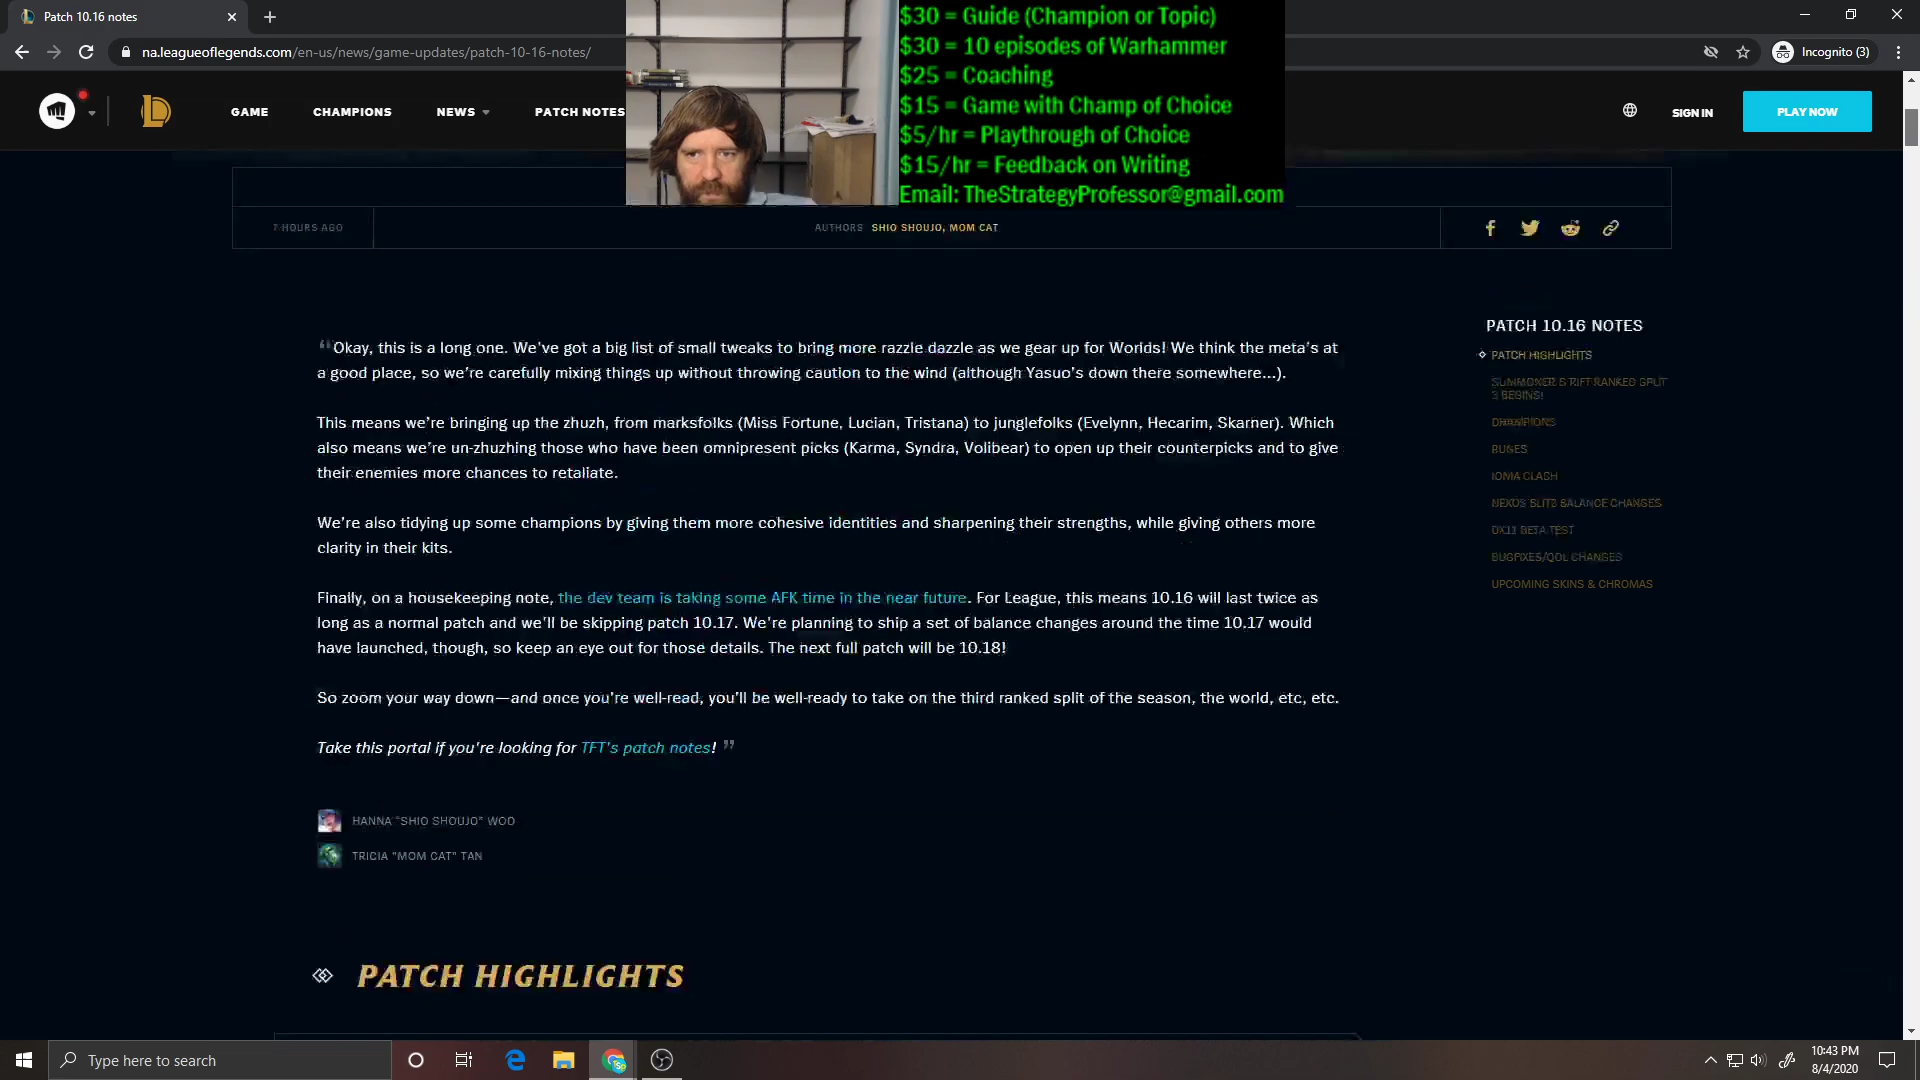 Patch 10.16 notes
na.leagueoflegends.com/en-us/news/game-updates/patch-10-16-notes/
Incognito (3)
$30 = Guide (Champion or Topic)
$30 = 10 episodes of Warhammer
$25 = Coaching
$15 = Game with Champ of Choice
$5/hr = Playthrough of Choice
$15/hr = Feedback on Writing
Email: TheStrategyProfessor@gmail.com
GAME CHAMPIONS NEWS PATCH NOTES
SIGN IN PLAY NOW
7 HOURS AGO
AUTHORS SHIO SHOUJO, MOM CAT
“Okay, this is a long one. We've got a big list of small tweaks to bring more razzle dazzle as we gear up for Worlds! We think the meta's at
a good place, so we're carefully mixing things up without throwing caution to the wind (although Yasuo's down there somewhere...).
This means we're bringing up the zhuzh, from marksfolks (Miss Fortune, Lucian, Tristana) to junglefolks (Evelynn, Hecarim, Skarner). Which
also means we're un-zhuzhing those who have been omnipresent picks (Karma, Syndra, Volibear) to open up their counterpicks and to give
their enemies more chances to retaliate.
We're also tidying up some champions by giving them more cohesive identities and sharpening their strengths, while giving others more
clarity in their kits.
Finally, on a housekeeping note, the dev team is taking some AFK time in the near future. For League, this means 10.16 will last twice as
long as a normal patch and we'll be skipping patch 10.17. We're planning to ship a set of balance changes around the time 10.17 would
have launched, though, so keep an eye out for those details. The next full patch will be 10.18!
So zoom your way down—and once you're well-read, you'll be well-ready to take on the third ranked split of the season, the world, etc, etc.
Take this portal if you're looking for TFT's patch notes! ”
HANNA "SHIO SHOUJO" WOO
TRICIA "MOM CAT" TAN
PATCH HIGHLIGHTS
PATCH 10.16 NOTES
PATCH HIGHLIGHTS
SUMMONER'S RIFT RANKED SPLIT
3 BEGINS!
CHAMPIONS
RUNES
IONIA CLASH
NEXUS BLITZ BALANCE CHANGES
DX11 BETA TEST
BUGFIXES/QOL CHANGES
UPCOMING SKINS & CHROMAS
Type here to search
10:43 PM
8/4/2020